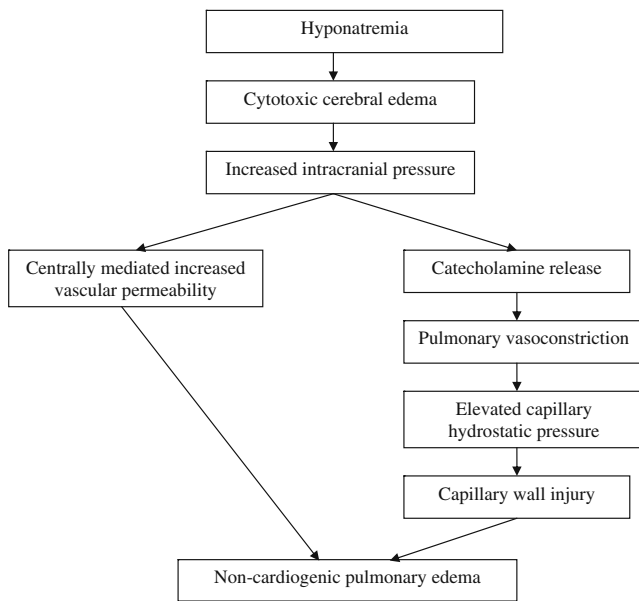 Hyponatremia
Cytotoxic cerebral edema
Increased intracranial pressure
Centrally mediated increased
vascular permeability
Catecholamine release
Pulmonary vasoconstriction
Elevated capillary
hydrostatic pressure
Capillary wall injury
Non-cardiogenic pulmonary edema